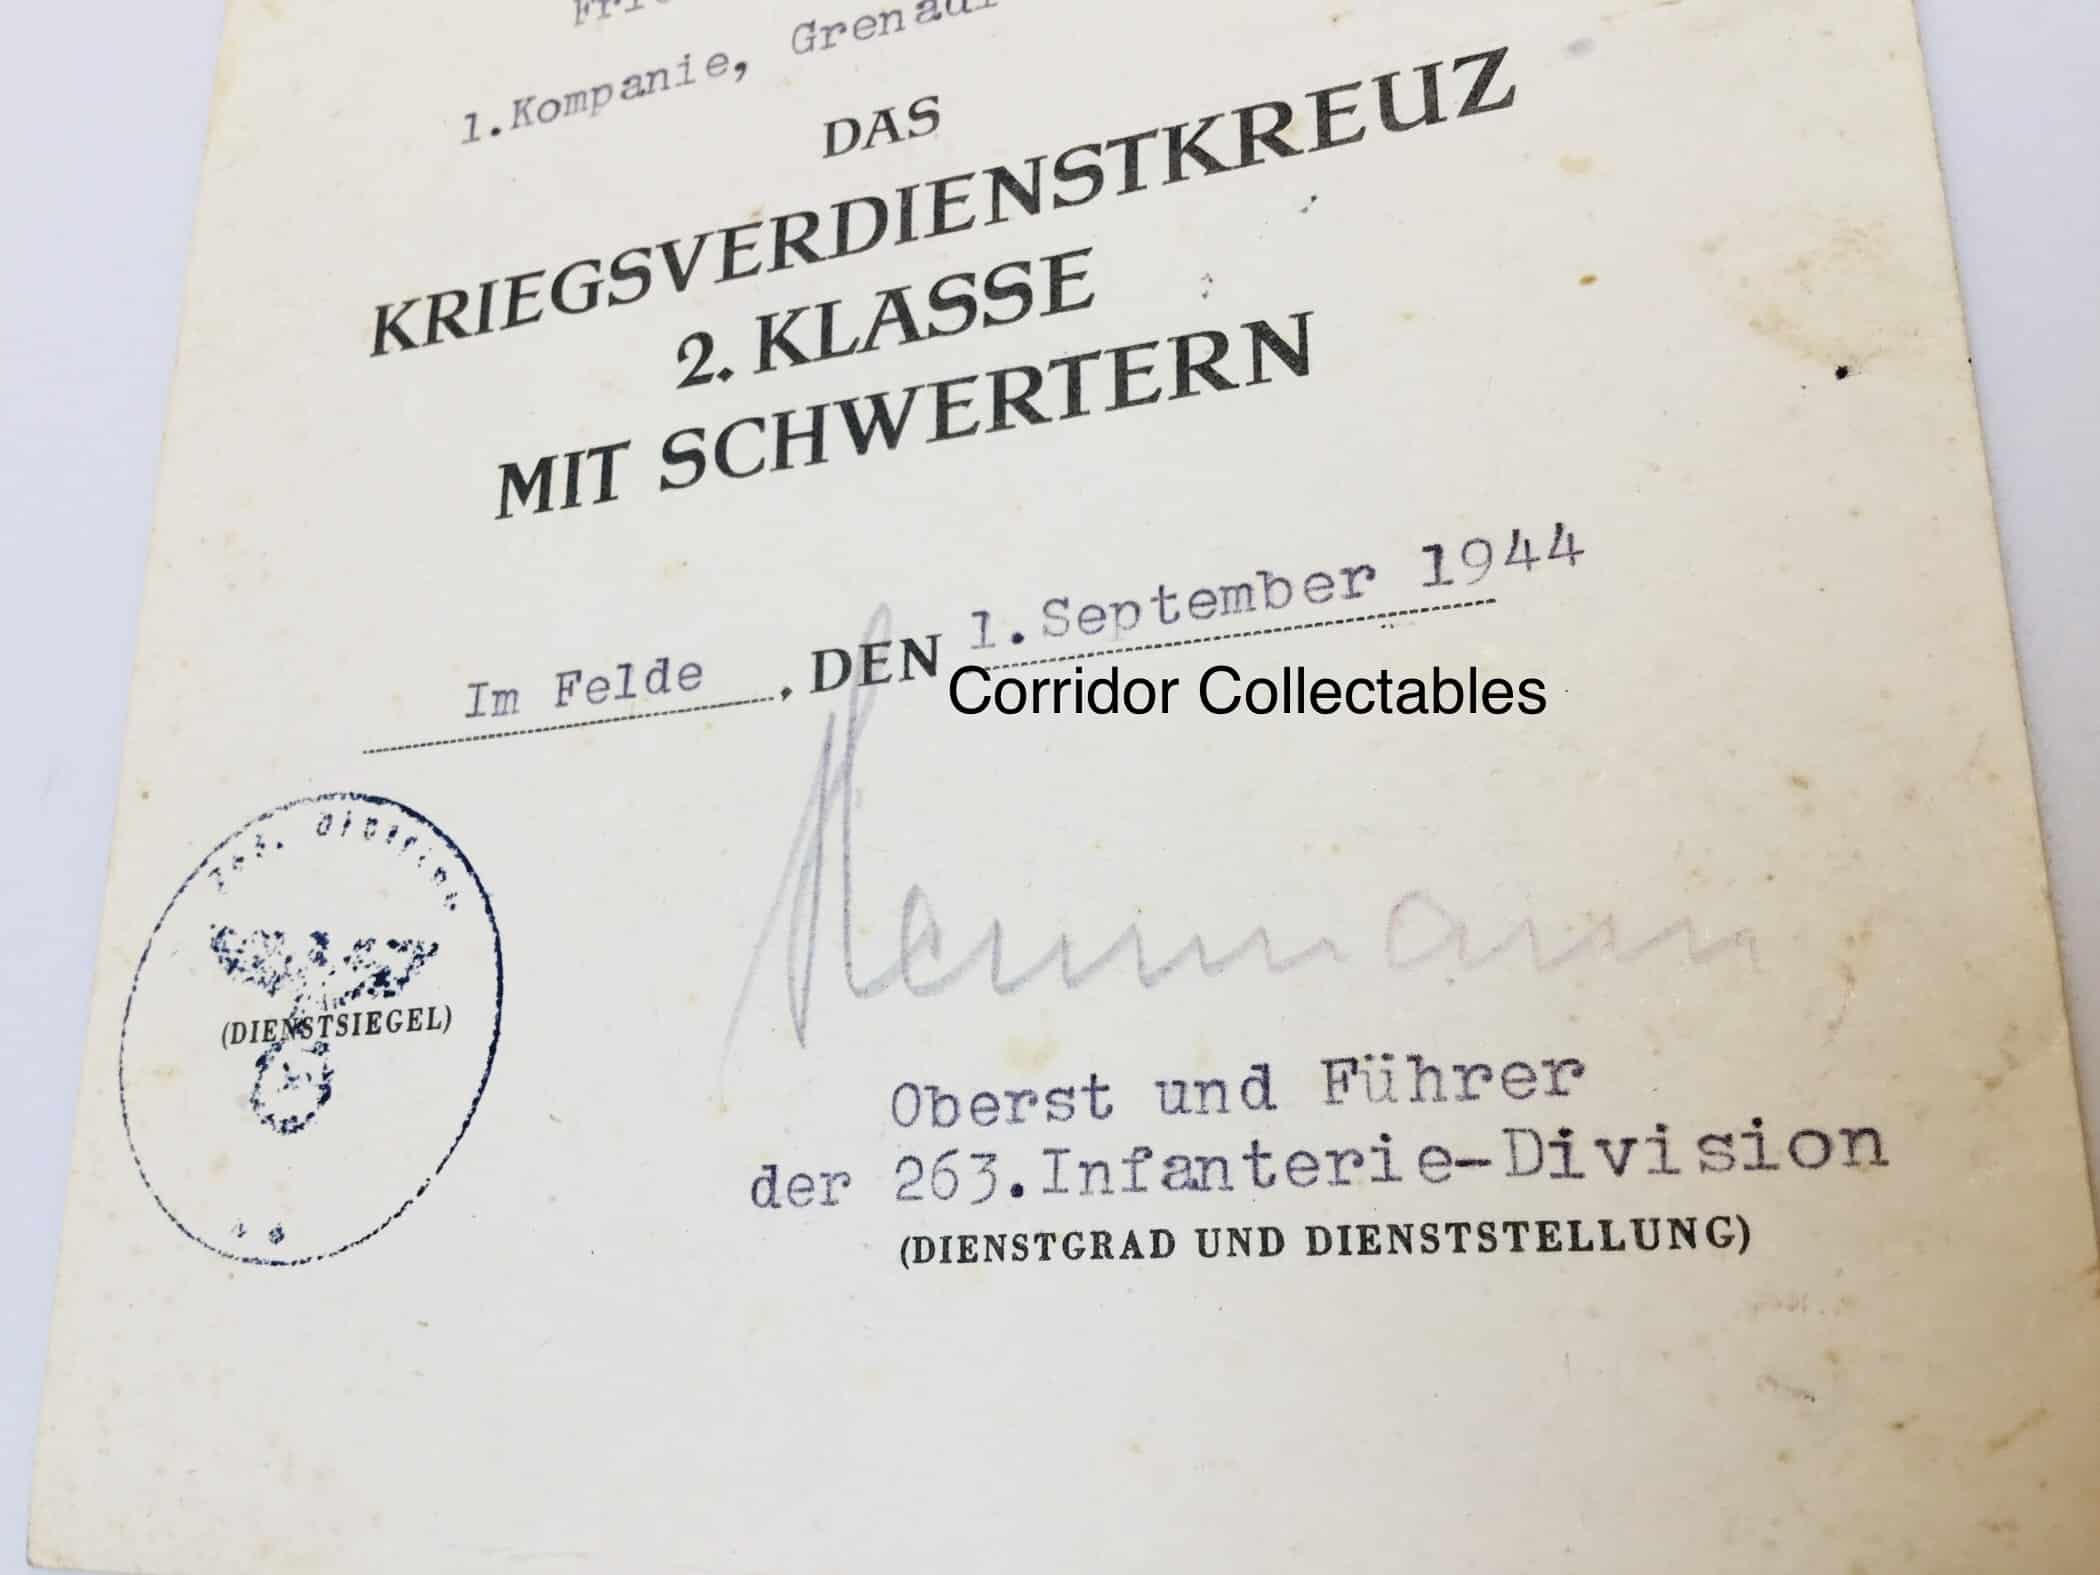 1.Kompanie,
DAS
KRIEGSVERDIENSTKREUZ
2. KLASSE
MIT SCHWERTERN
Im Felde, DEN 1.September 1944
Corridor Collectables
(DIENSTSIEGEL)
Oberst und Führer
der 263.Infanterie-Division
(DIENSTGRAD UND DIENSTSTELLUNG)